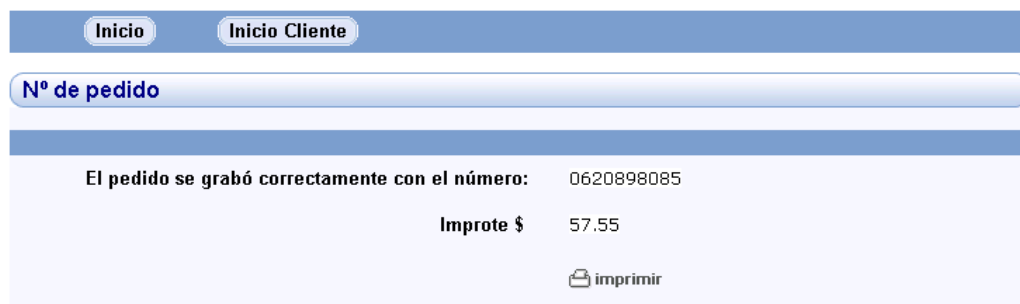 Inicio Inicio Cliente
Nº de pedido
El pedido se grabó correctamente con el número: 0620898085
Improte $ 57.55
imprimir